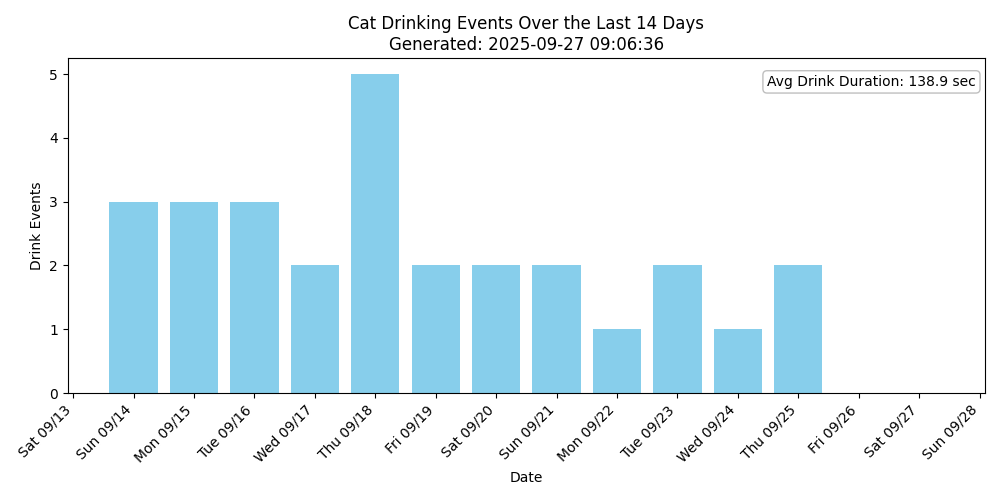 Cat Drinking Events Over the Last 14 Days
Generated: 2025-09-27 09:06:36
Avg Drink Duration: 138.9 sec
Drink Events
5
4
3
2
1
0
Sat 09/13
Sun 09/14
Mon 09/15
Tue 09/16
Wed 09/17
Thu 09/18
Fri 09/19
Sat 09/20
Sun 09/21
Mon 09/22
Tue 09/23
Wed 09/24
Thu 09/25
Fri 09/26
Sat 09/27
Sun 09/28
Date